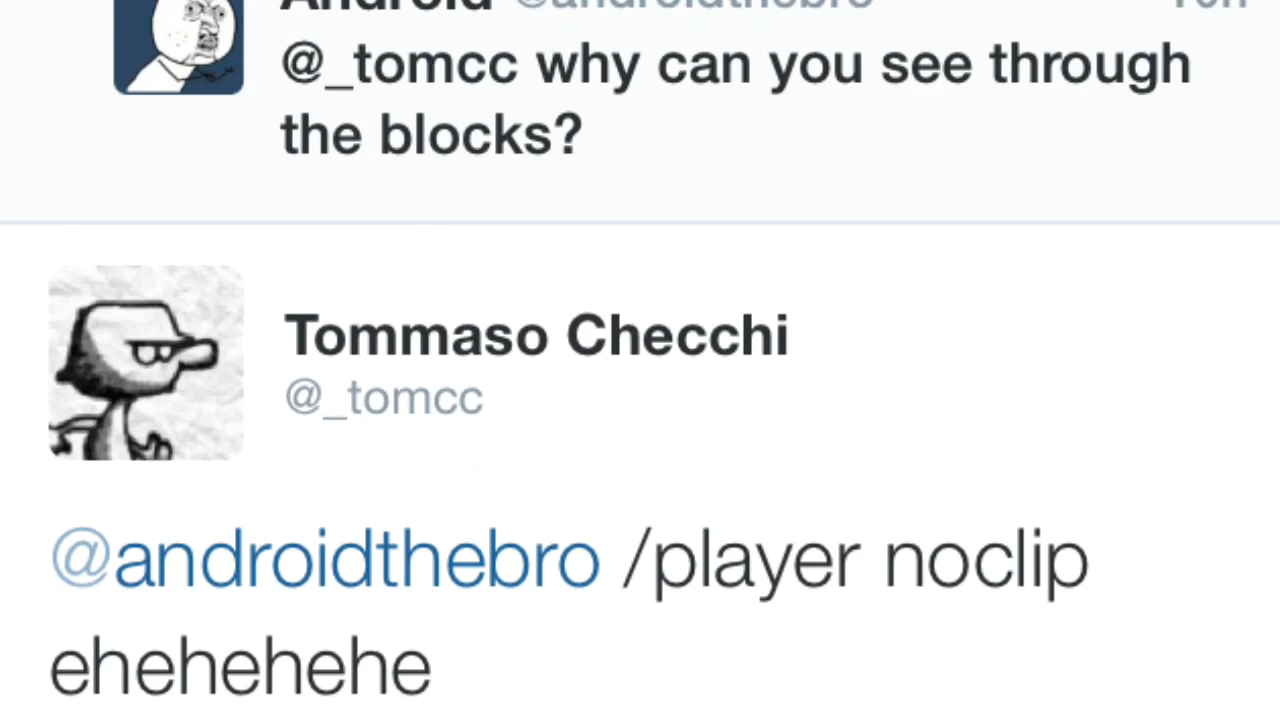 Android @androidthebro
@_tomcc why can you see through
the blocks?
Tommaso Checchi
@_tomcc
@androidthebro /player noclip
ehehehehe